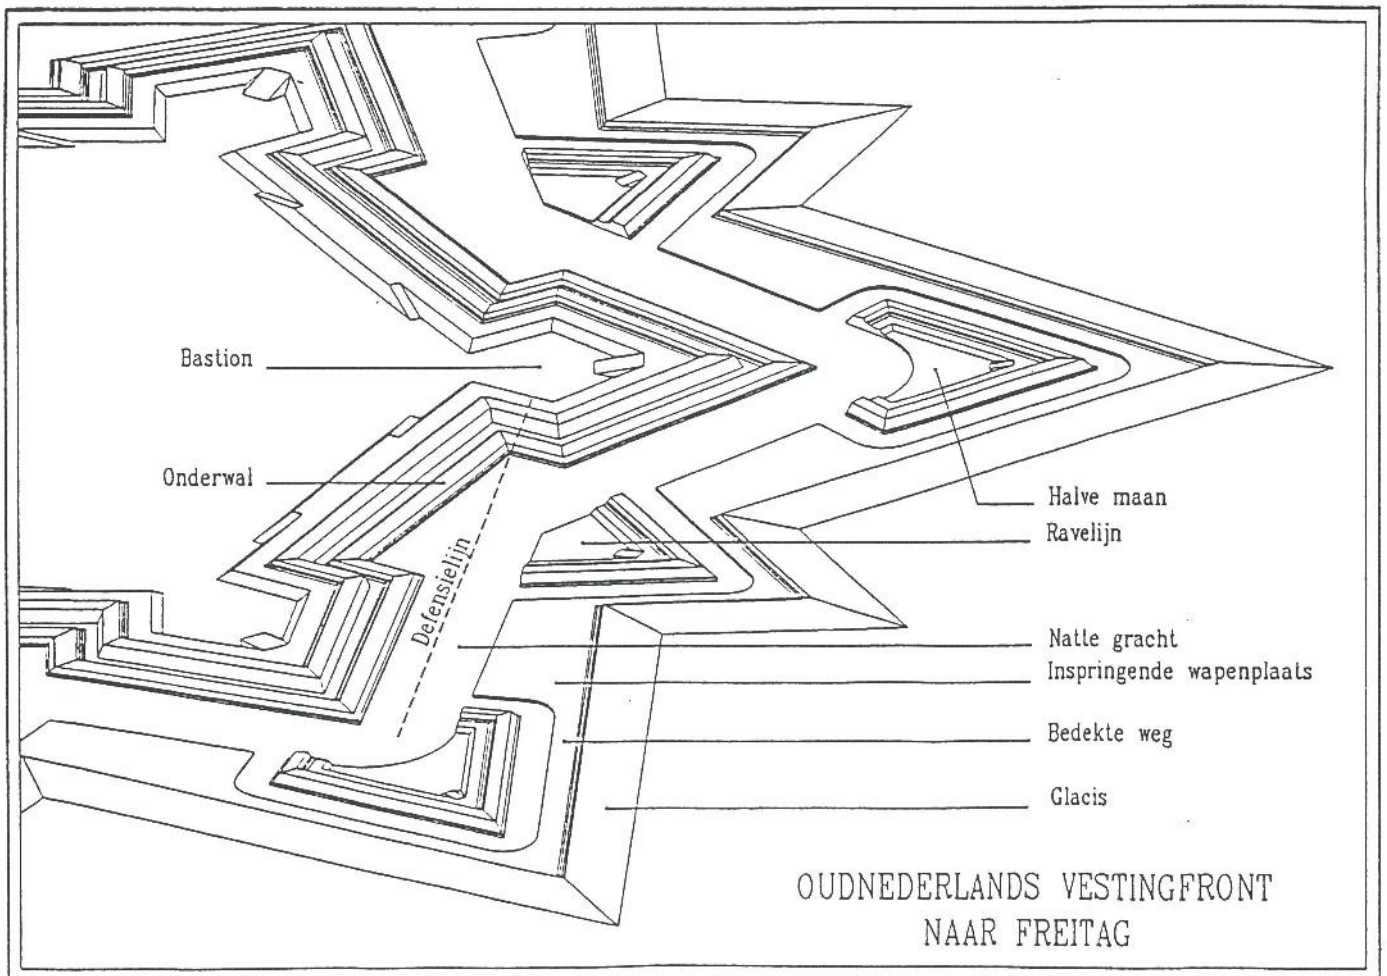 Bastion
Onderwal
Defensielijn
Halve maan
Ravelijn
Natte gracht
Inspringende wapenplaats
Bedekte weg
Glacis
OUDNEDERLANDS VESTINGFRONT
NAAR FREITAG